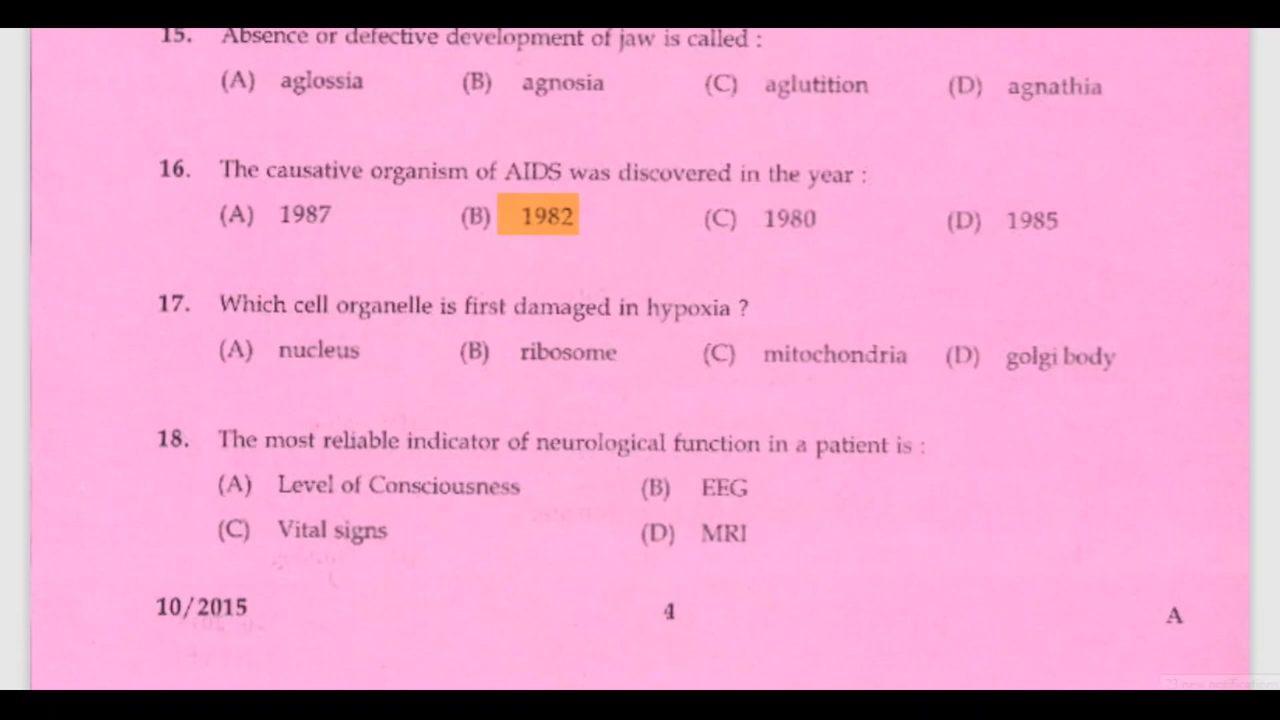 15. Absence or defective development of jaw is called :
(A) aglossia (B) agnosia (C) aglutition (D) agnathia
16. The causative organism of AIDS was discovered in the year :
(A) 1987 (B) 1982 (C) 1980 (D) 1985
17. Which cell organelle is first damaged in hypoxia ?
(A) nucleus (B) ribosome (C) mitochondria (D) golgi body
18. The most reliable indicator of neurological function in a patient is :
(A) Level of Consciousness (B) EEG
(C) Vital signs (D) MRI
10/2015 4 A
23 new notifications